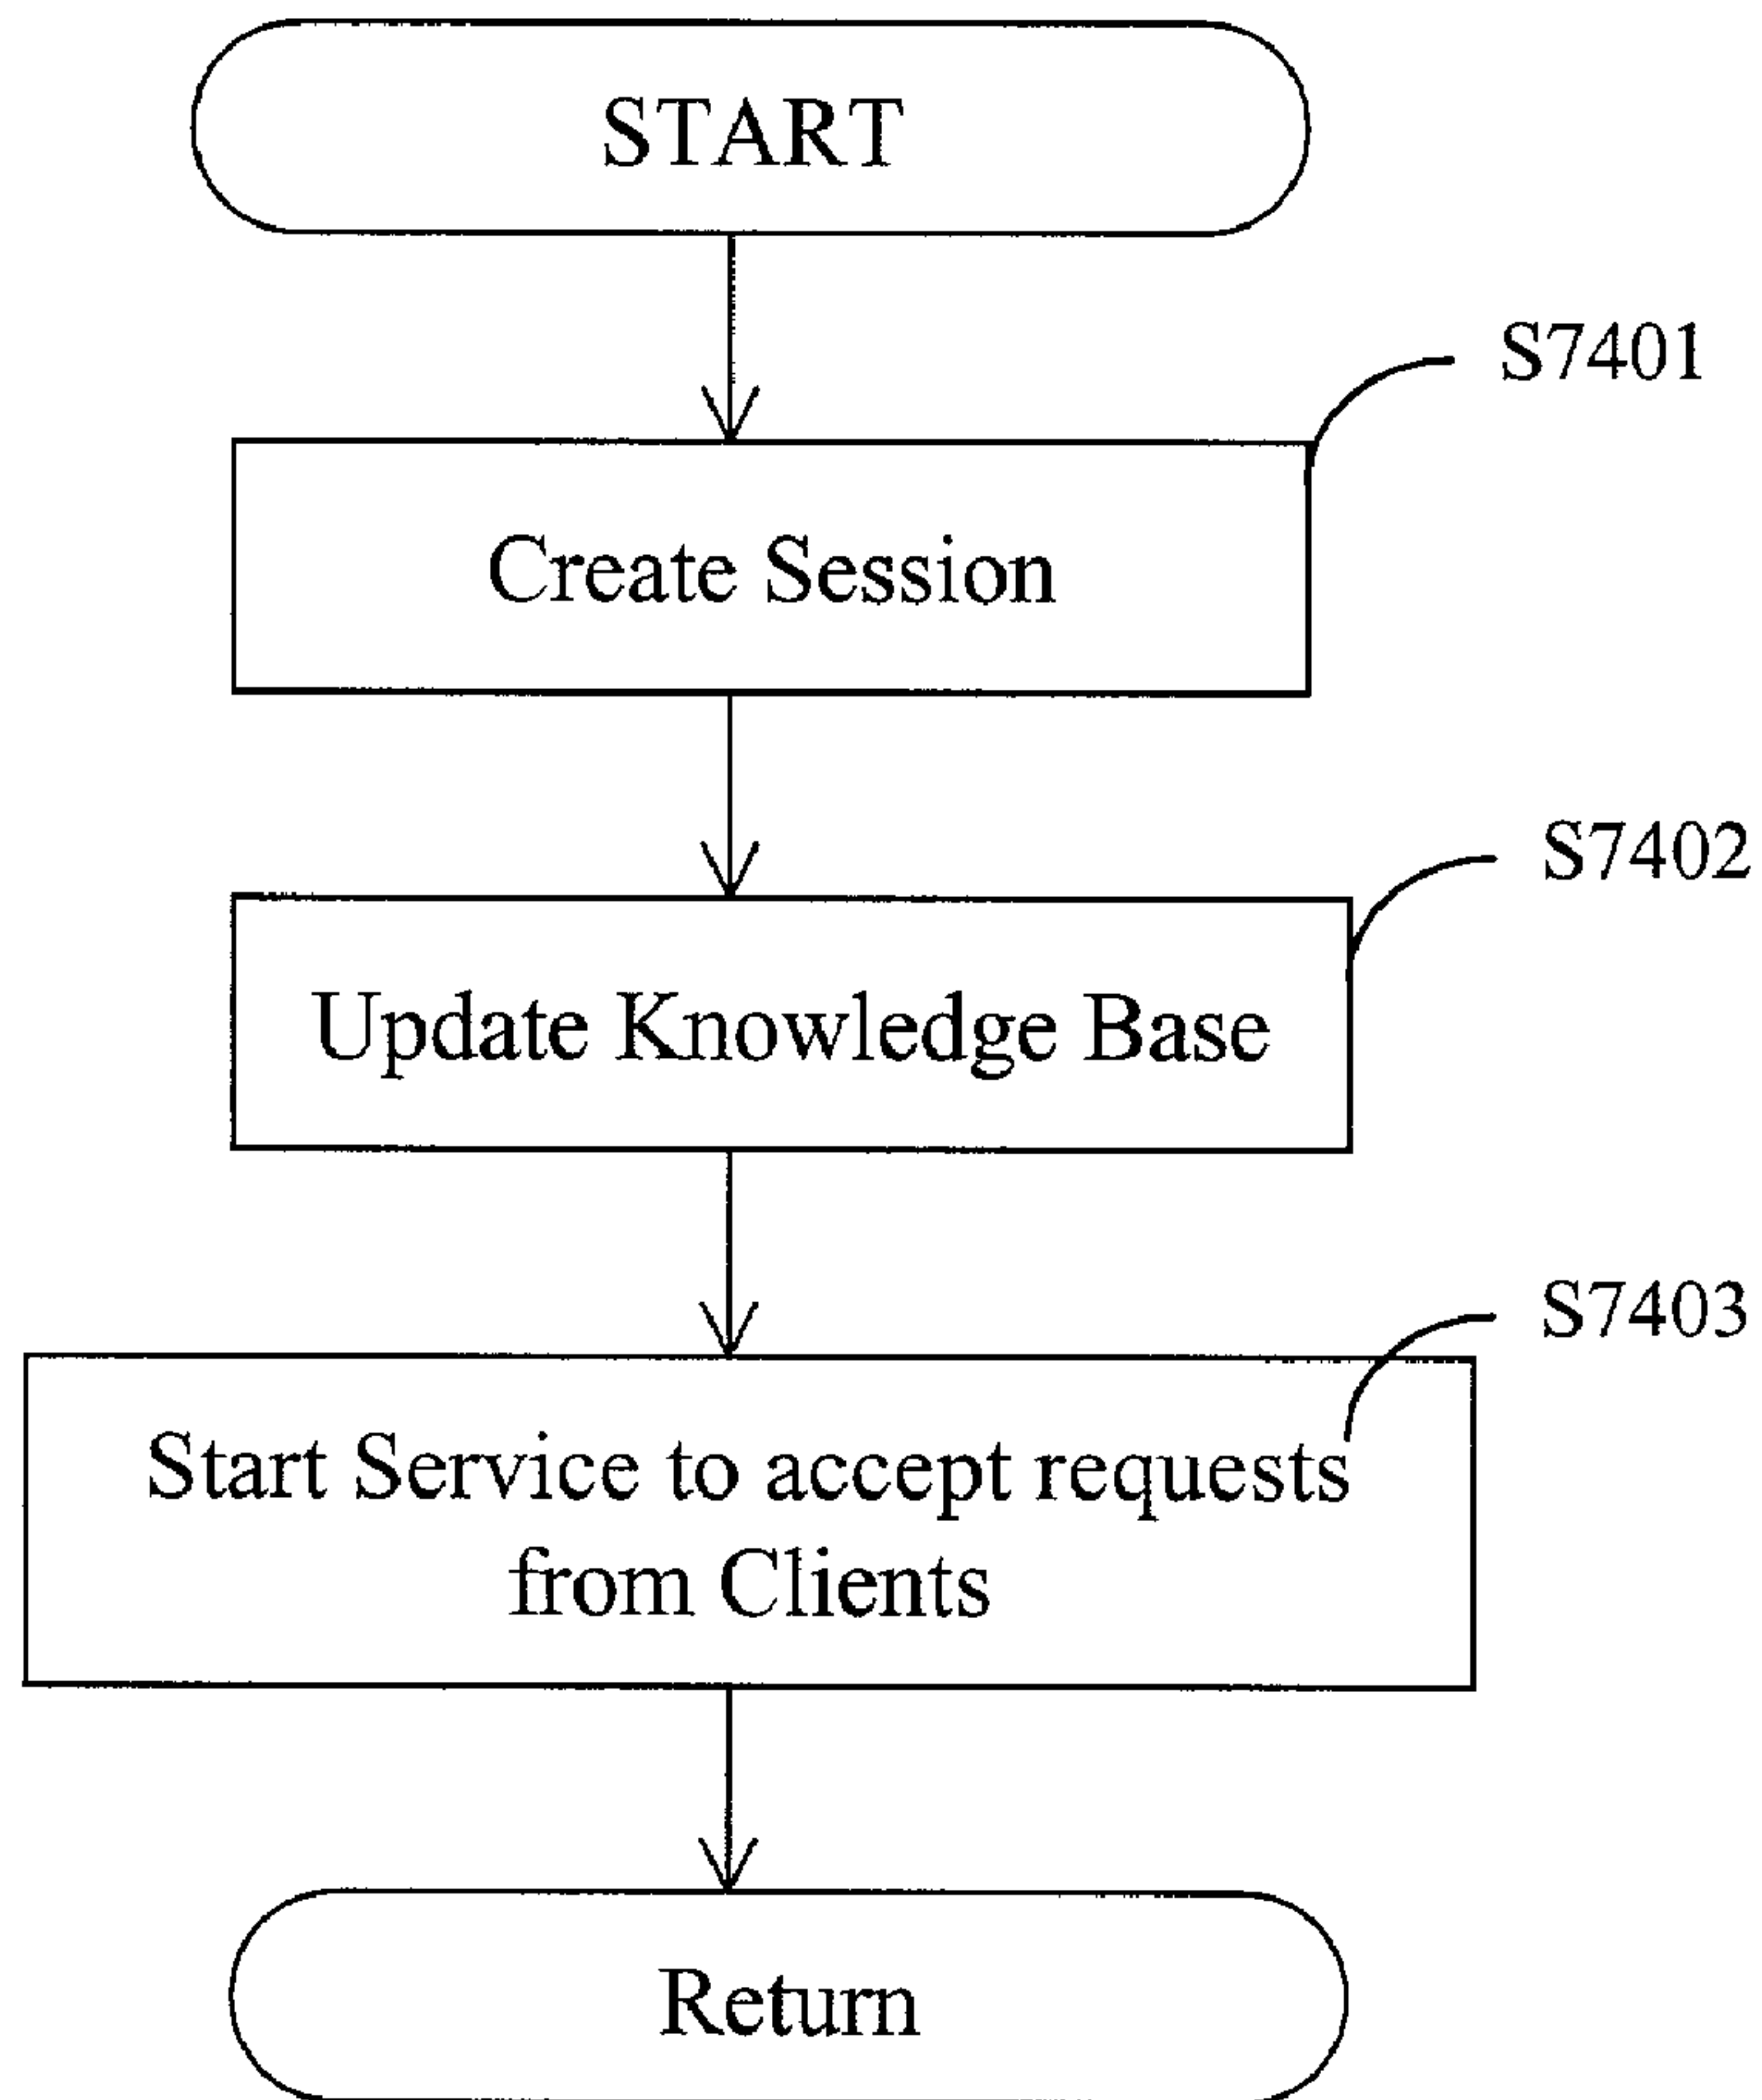 START
S7401
Create Session
S7402
Update Knowledge Base
S7403
Start Service to accept requests
from Clients
Return